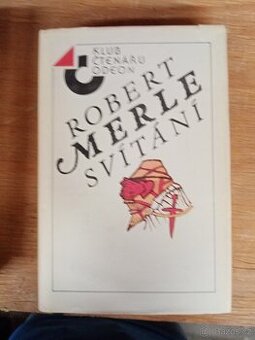 KLUB
ČTENÁŘŮ
ODEON
ROBERT
MERLE
SVÍTÁNÍ